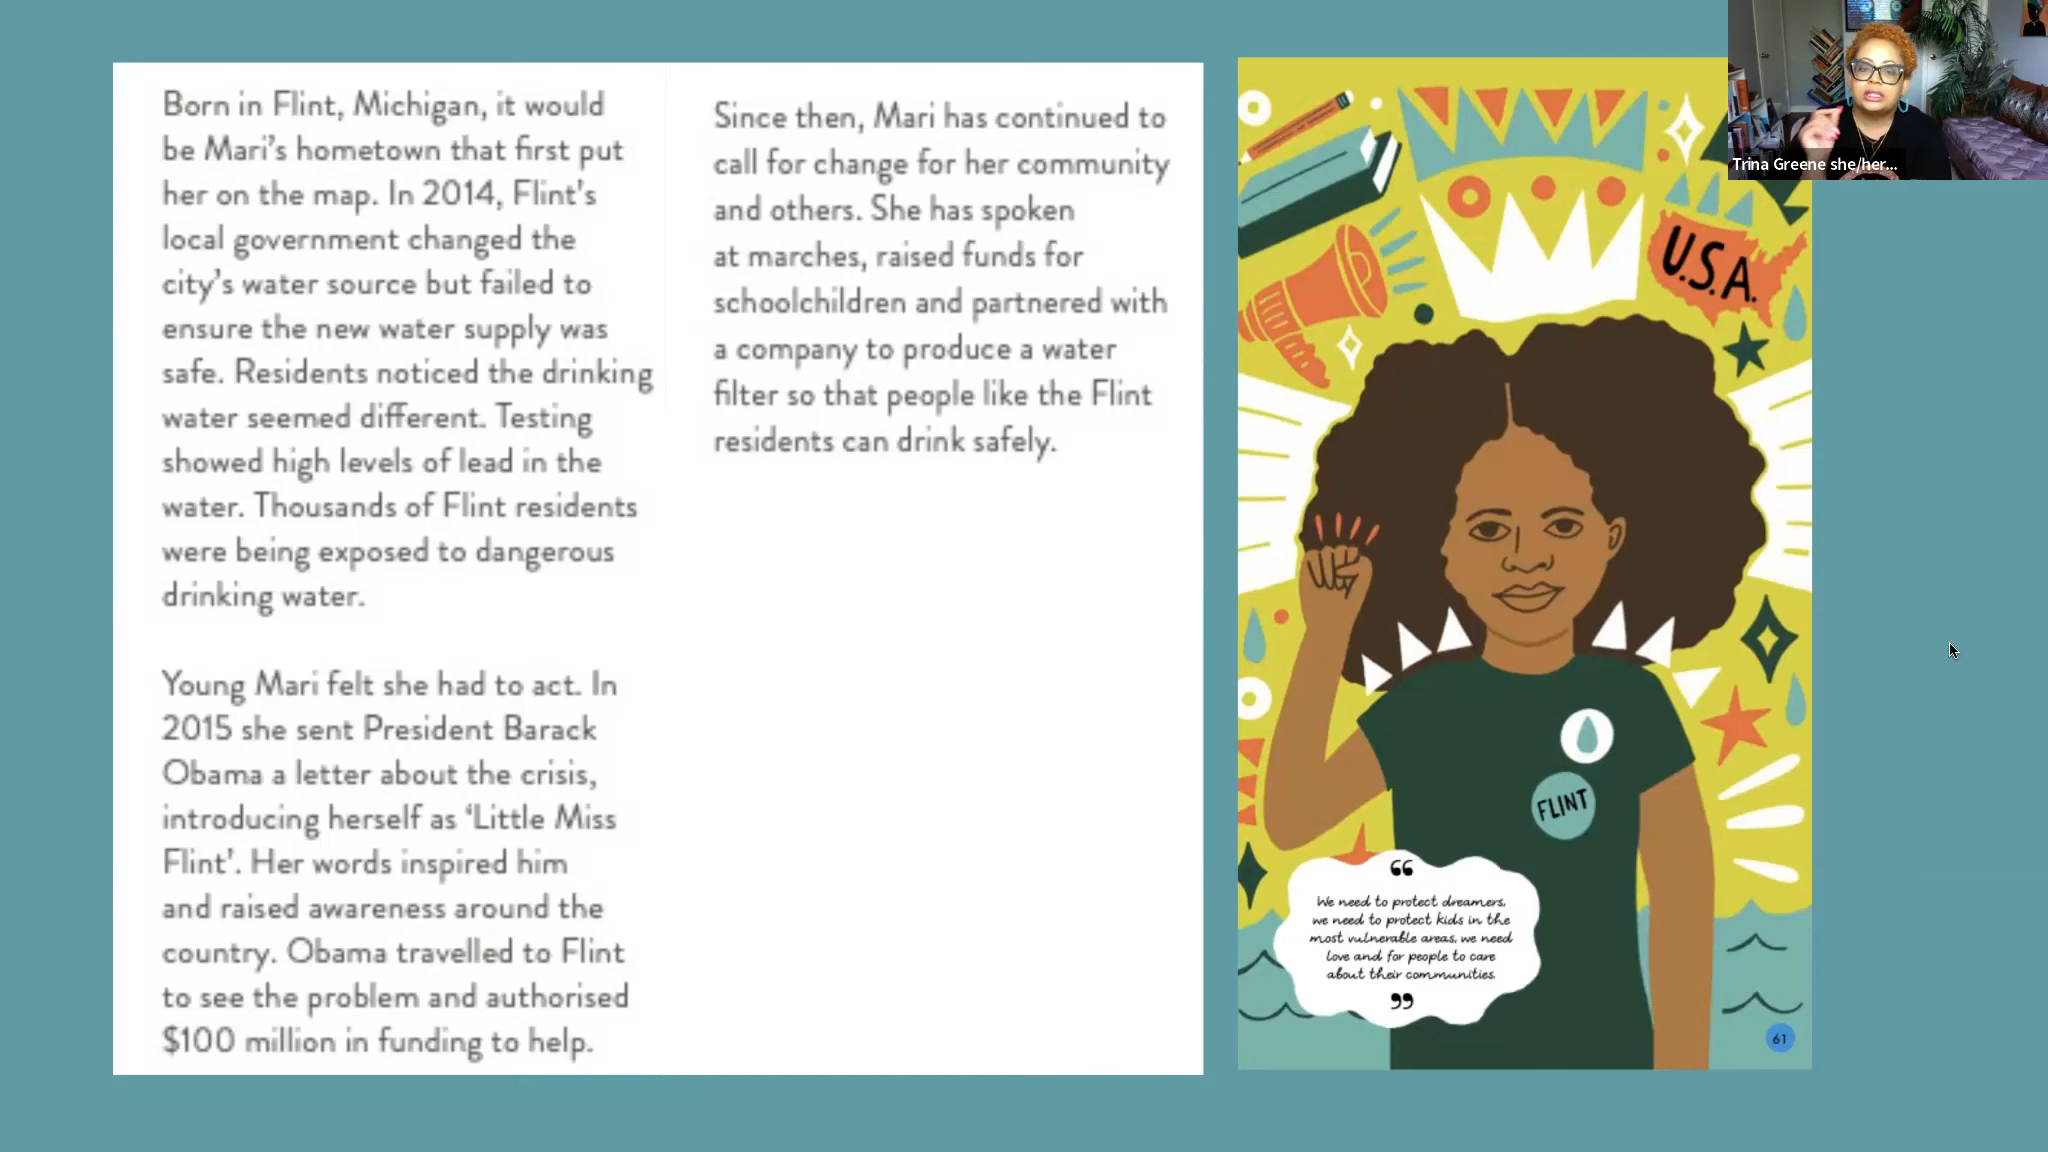 Born in Flint, Michigan, it would
be Mari's hometown that first put
her on the map. In 2014, Flint's
local government changed the
city's water source but failed to
ensure the new water supply was
safe. Residents noticed the drinking
water seemed different. Testing
showed high levels of lead in the
water. Thousands of Flint residents
were being exposed to dangerous
drinking water.
Young Mari felt she had to act. In
2015 she sent President Barack
Obama a letter about the crisis,
introducing herself as ‘Little Miss
Flint’. Her words inspired him
and raised awareness around the
country. Obama travelled to Flint
to see the problem and authorised
$100 million in funding to help.
Since then, Mari has continued to
call for change for her community
and others. She has spoken
at marches, raised funds for
schoolchildren and partnered with
a company to produce a water
filter so that people like the Flint
residents can drink safely.
U.S.A.
FLINT
“
We need to protect dreamers,
we need to protect kids in the
most vulnerable areas, we need
love and for people to care
about their communities.
”
61
Trina Greene she/her...